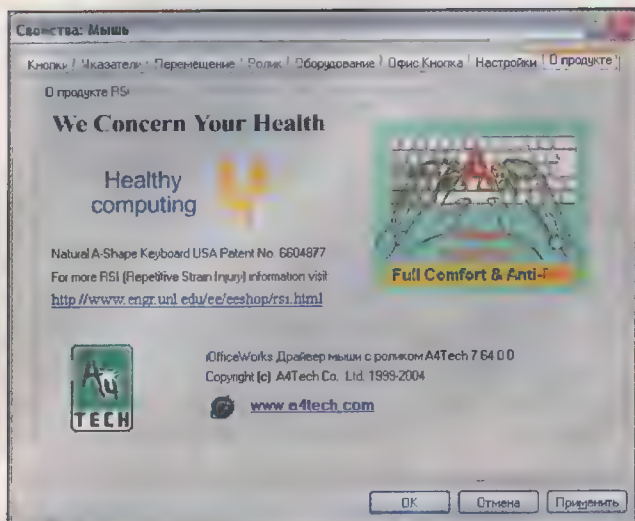 Свойства: Мышь
Кнопки Указатели Перемещение Ролик Оборудование Офис Кнопка Настройки О продукте
О продукте RSI
We Concern Your Health
Healthy
computing
Natural A-Shape Keyboard USA Patent No. 6604877
For more RSI (Repetitive Strain Injury) information visit
http://www.engr.unl.edu/ee/eeshop/rsi.html
A
Full Comfort & Anti-
A4
TECH
iOfficeWorks Драйвер мыши с роликом A4Tech 7.64.0.0
Copyright (c) A4Tech Co. Ltd. 1999-2004
www.a4tech.com
OK Отмена Применить